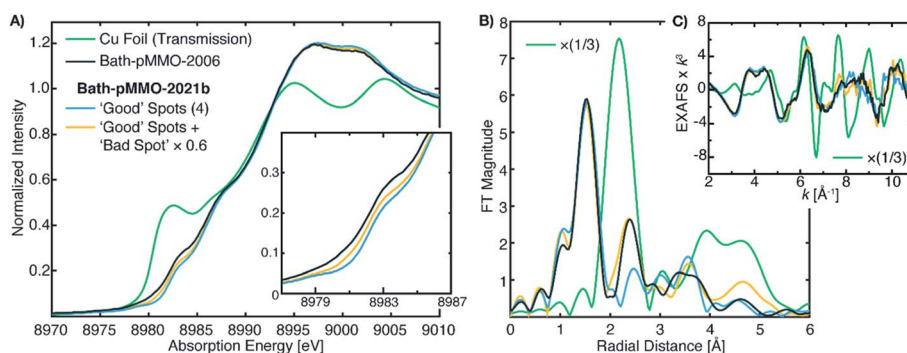 A)
Normalized Intensity
1.2
1.0
0.8
0.6
0.4
0.2
Cu Foil (Transmission)
Bath-pMMO-2006
Bath-pMMO-2021b
'Good' Spots (4)
'Good' Spots +
'Bad Spot' × 0.6
0.4
0.3
0.2
0.1
0
8979 8983 8987
8970 8975 8980 8985 8990 8995 9000 9005 9010
Absorption Energy [eV]
B)
FT Magnitude
8
7
6
5
4
3
2
1
×(1/3)
0 1 2 3 4 5 6
Radial Distance [Å]
C)
EXAFS x k³
8
4
0
-4
-8
×(1/3)
2 4 6 8 10
k [Å⁻¹]